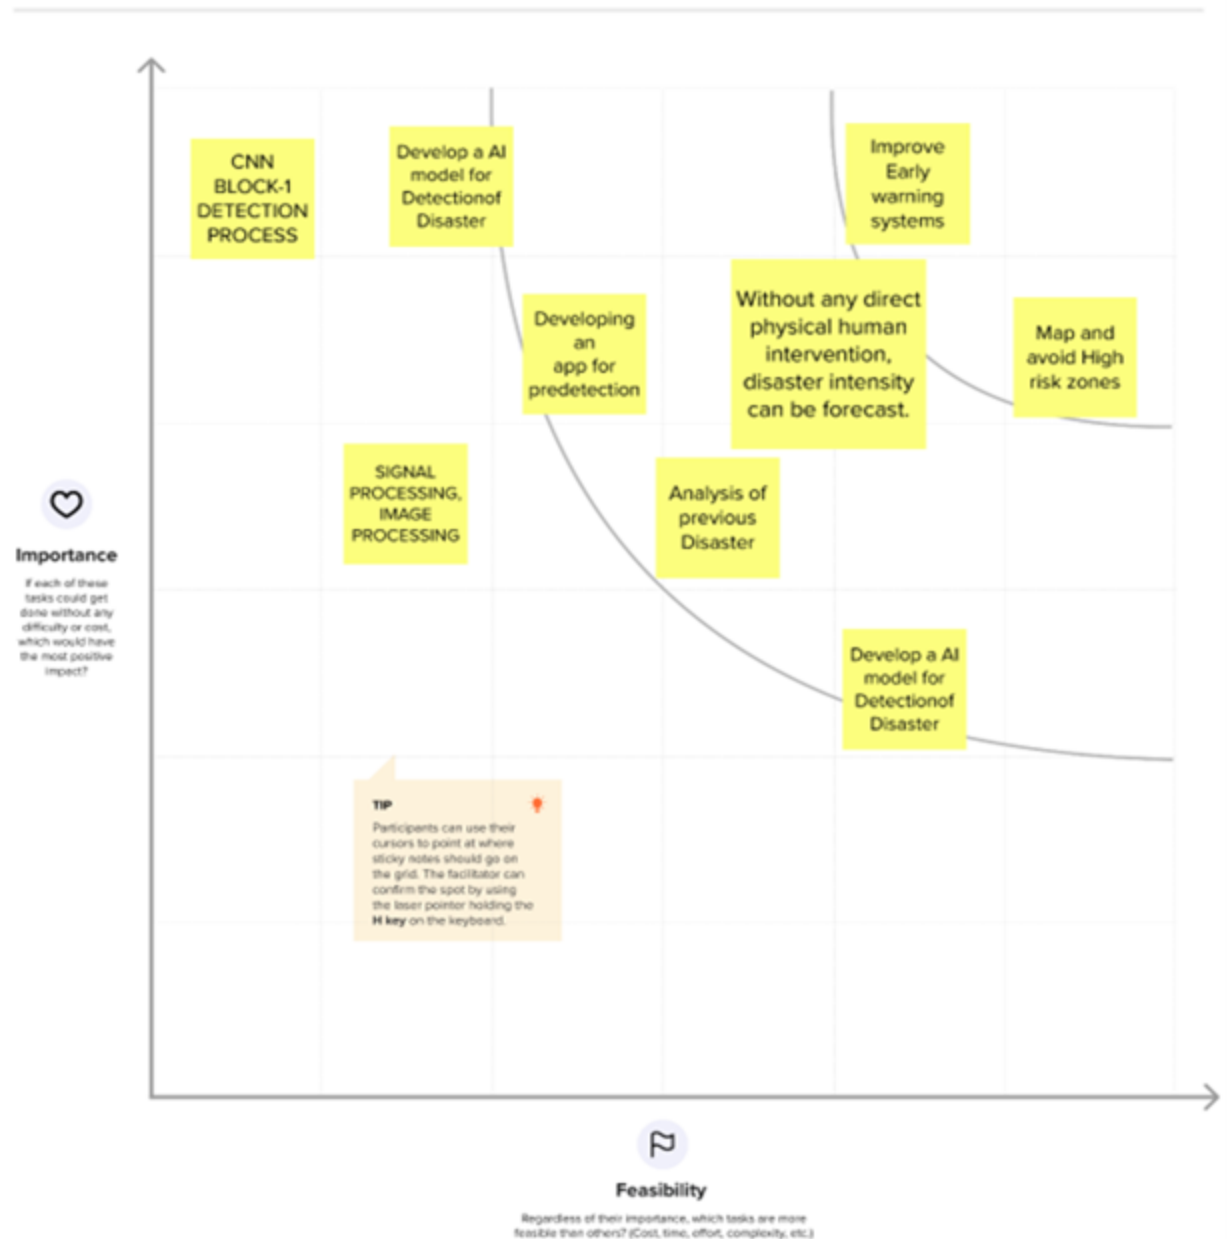 CNN
BLOCK-1
DETECTION
PROCESS
Develop a AI
model for
Detectionof
Disaster
Improve
Early
warning
systems
Developing
an
app for
predetection
Without any direct
physical human
intervention,
disaster intensity
can be forecast.
Map and
avoid High
risk zones
SIGNAL
PROCESSING,
IMAGE
PROCESSING
Analysis of
previous
Disaster
Importance
If each of these
tasks could get
done without any
difficulty or cost,
which would have
the most positive
impact?
Develop a AI
model for
Detectionof
Disaster
TIP
Participants can use their
cursors to point at where
sticky notes should go on
the grid. The facilitator can
confirm the spot by using
the laser pointer holding the
H key on the keyboard.
Feasibility
Regardless of their importance, which tasks are more
feasible than others? (Cost, time, effort, complexity, etc.)